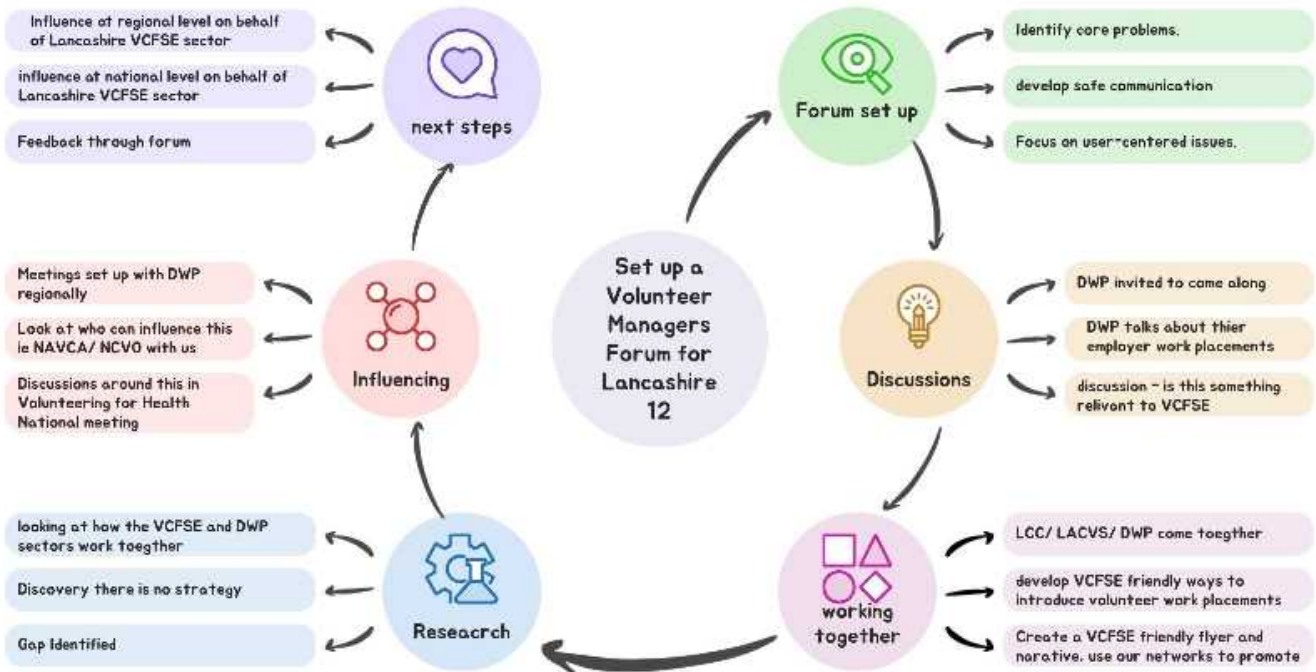 Set up a
Volunteer
Managers
Forum for
Lancashire
12
Forum set up
Identify core problems.
develop safe communication
Focus on user-centered issues.
Discussions
DWP invited to come along
DWP talks about thier
employer work placements
discussion - is this something
relivant to VCFSE
working
together
LCC/ LACVS/ DWP come toegther
develop VCFSE friendly ways to
introduce volunteer work placements
Create a VCFSE friendly flyer and
narative. use our networks to promote
Reseacrch
looking at how the VCFSE and DWP
sectors work toegther
Discovery there is no strategy
Gap Identified
Influencing
Meetings set up with DWP
regionally
Look at who can influence this
ie NAVCA/ NCVO with us
Discussions around this in
Volunteering for Health
National meeting
next steps
Influence at regional level on behalf
of Lancashire VCFSE sector
influence at national level on behalf of
Lancashire VCFSE sector
Feedback through forum